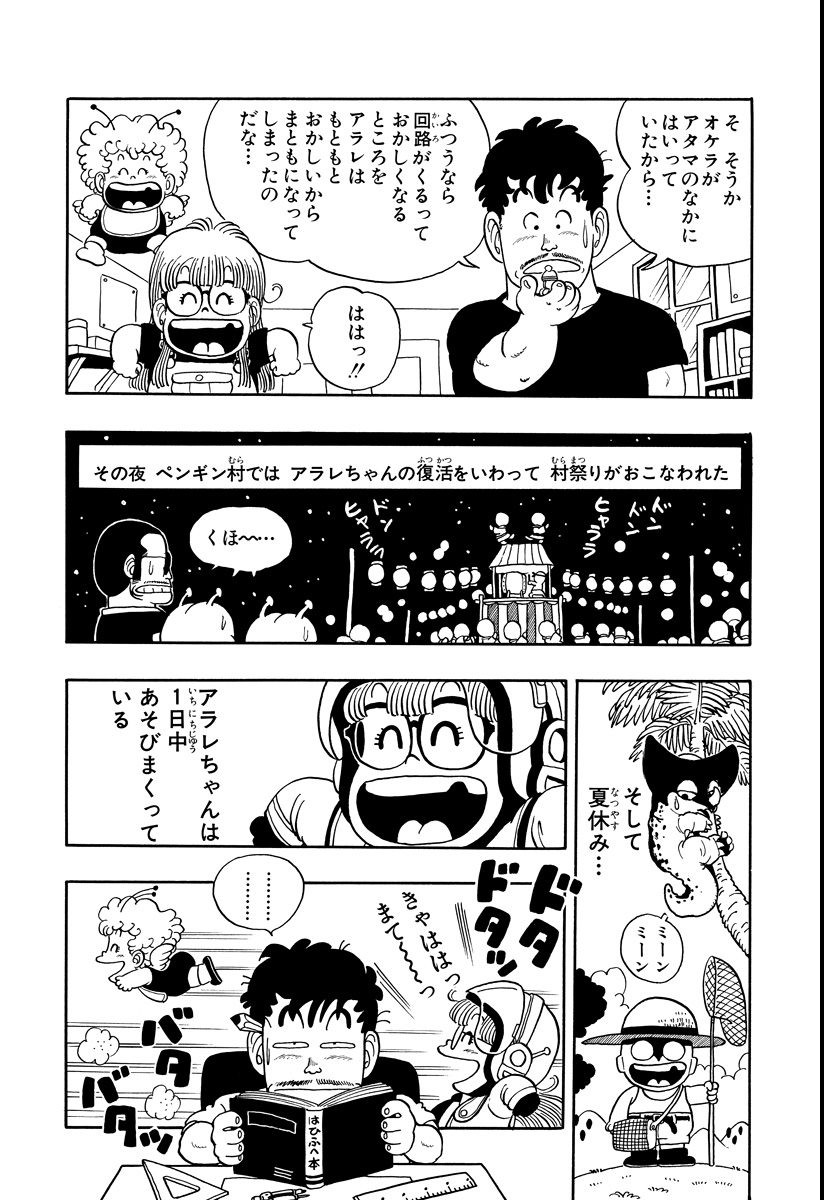 そ そうか
オケラが
アタマのなかに
はいって
いたから…
ふつうなら
回路がくるって
おかしくなる
ところを
アラレは
もともと
おかしいから
まともになって
しまったの
だな…
ははっ!!
その夜 ペンギン村では アラレちゃんの復活をいわって 村祭りがおこなわれた
ドン
ドン
ヒャララ
ドン
ヒャララ
くほ〜〜…
そして
夏休み…
ミーン
ミーン
アラレちゃんは
1日中
あそびまくって
いる
ドタ
ドタッ
きゃははっ
まて〜〜〜っ
………
………
バタ
バタッ
はひふへ本